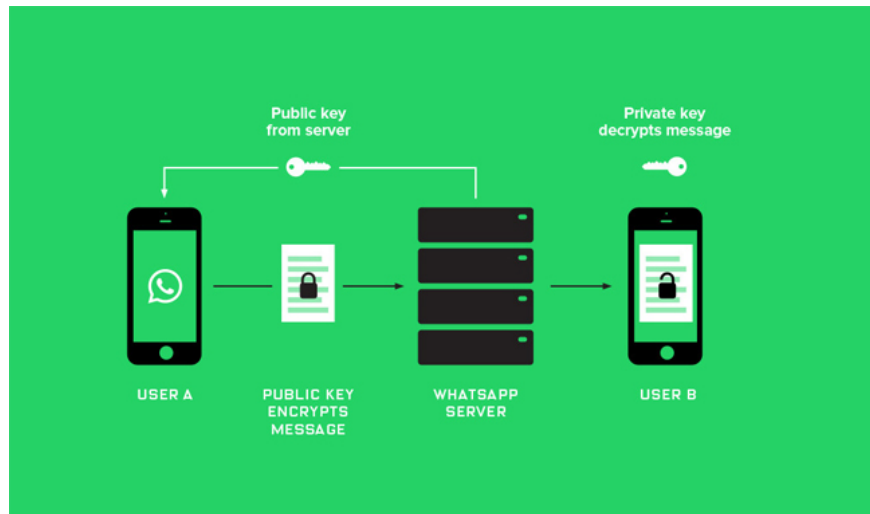 Public key
from server
Private key
decrypts message
USER A
PUBLIC KEY
ENCRYPTS
MESSAGE
WHATSAPP
SERVER
USER B